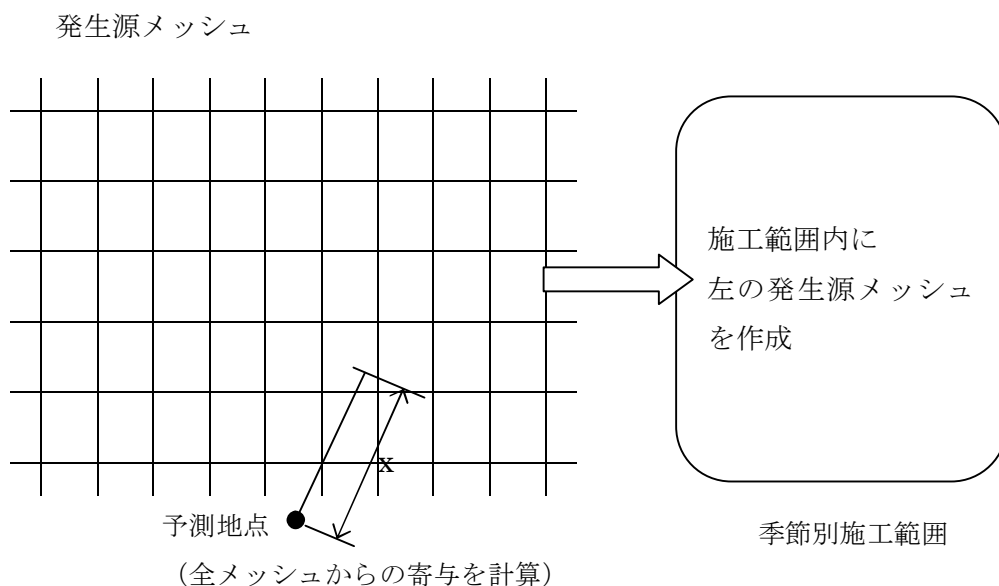 発生源メッシュ
施工範囲内に
左の発生源メッシュ
を作成
x
予測地点
(全メッシュからの寄与を計算)
季節別施工範囲